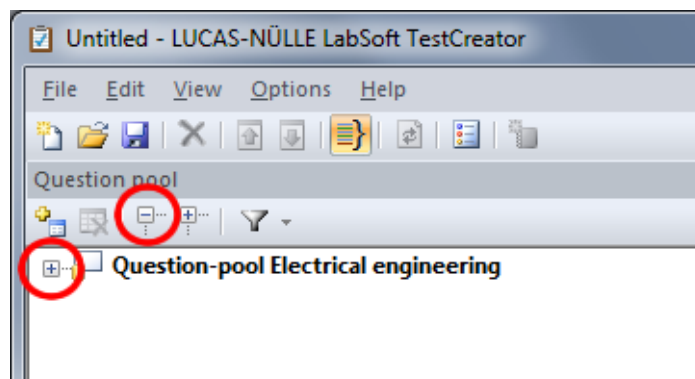 Untitled - LUCAS-NÜLLE LabSoft TestCreator
File Edit View Options Help
Question pool
Question-pool Electrical engineering